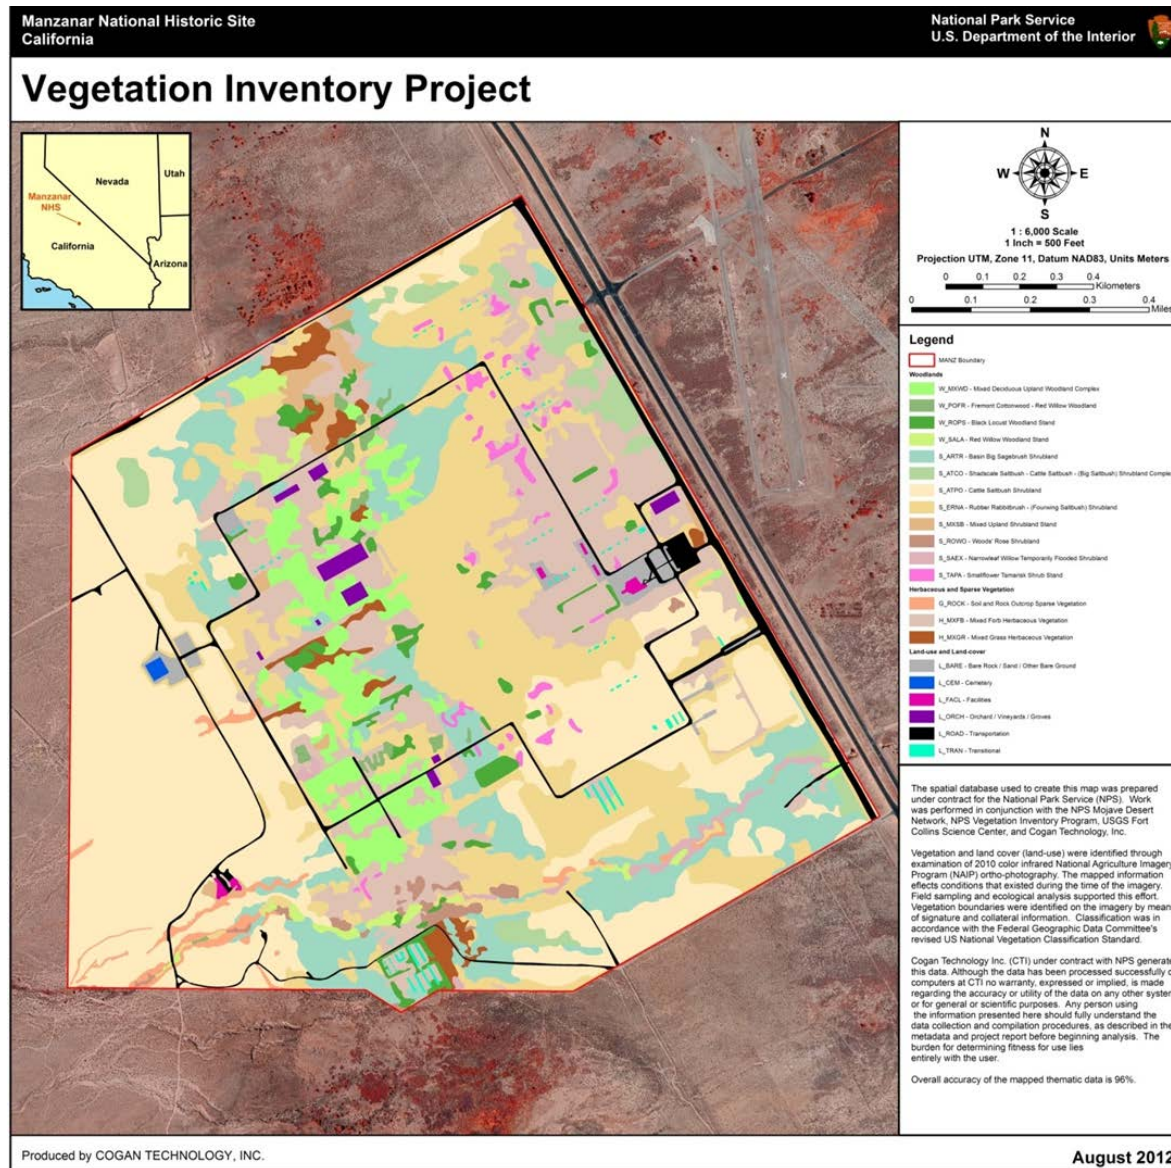 Manzanar National Historic Site
California
National Park Service
U.S. Department of the Interior
Vegetation Inventory Project
Nevada
Utah
Manzanar
NHS
California
Arizona
N
W
E
S
1 : 6,000 Scale
1 Inch = 500 Feet
Projection UTM, Zone 11, Datum NAD83, Units Meters
0 0.1 0.2 0.3 0.4
Kilometers
0 0.1 0.2 0.3 0.4
Miles
Legend
MANZ Boundary
Woodlands
W_MXWD - Mixed Deciduous Upland Woodland Complex
W_POFR - Fremont Cottonwood - Red Willow Woodland
W_ROPS - Black Locust Woodland Stand
W_SALA - Red Willow Woodland Stand
S_ARTR - Basin Big Sagebrush Shrubland
S_ATCO - Shadscale Saltbush - Cattle Saltbush - (Big Saltbush) Shrubland Comple
S_ATPO - Cattle Saltbush Shrubland
S_ERNA - Rubber Rabbitbrush - (Fourwing Saltbush) Shrubland
S_MXSB - Mixed Upland Shrubland Stand
S_ROWO - Woods' Rose Shrubland
S_SAEX - Narrowleaf Willow Temporarily Flooded Shrubland
S_TAPA - Smallflower Tamarisk Shrub Stand
Herbaceous and Sparse Vegetation
G_ROCK - Soil and Rock Outcrop Sparse Vegetation
H_MXFB - Mixed Forb Herbaceous Vegetation
H_MXGR - Mixed Grass Herbaceous Vegetation
Land-use and Land-cover
L_BARE - Bare Rock / Sand / Other Bare Ground
L_CEM - Cemetery
L_FACL - Facilities
L_ORCH - Orchard / Vineyards / Groves
L_ROAD - Transportation
L_TRAN - Transitional
The spatial database used to create this map was prepared
under contract for the National Park Service (NPS). Work
was performed in conjunction with the NPS Mojave Desert
Network, NPS Vegetation Inventory Program, USGS Fort
Collins Science Center, and Cogan Technology, Inc.
Vegetation and land cover (land-use) were identified through
examination of 2010 color infrared National Agriculture Imagery
Program (NAIP) ortho-photography. The mapped information
effects conditions that existed during the time of the imagery.
Field sampling and ecological analysis supported this effort.
Vegetation boundaries were identified on the imagery by mean
of signature and collateral information. Classification was in
accordance with the Federal Geographic Data Committee's
revised US National Vegetation Classification Standard.
Cogan Technology Inc. (CTI) under contract with NPS generate
this data. Although the data has been processed successfully o
computers at CTI no warranty, expressed or implied, is made
regarding the accuracy or utility of the data on any other system
or for general or scientific purposes. Any person using
the information presented here should fully understand the
data collection and compilation procedures, as described in the
metadata and project report before beginning analysis. The
burden for determining fitness for use lies
entirely with the user.
Overall accuracy of the mapped thematic data is 96%.
Produced by COGAN TECHNOLOGY, INC.
August 2012